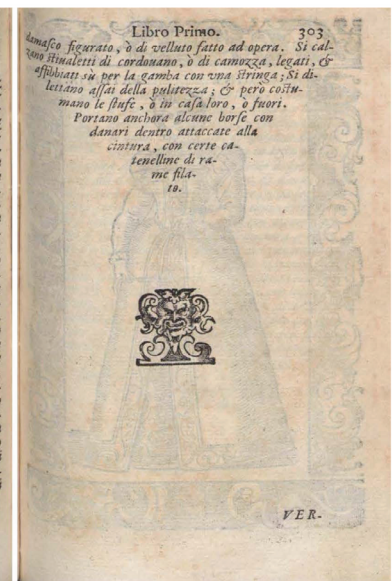 Libro Primo. 303
damasco figurato, ò di velluto fatto ad opera. Si cal-
zano stiualetti di cordouano, ò di camozza, legati, &
affibbiati sù per la gamba con vna stringa; Si di-
lettano assai della pulitezza; & però costu-
mano le stufe, ò in casa loro, ò fuori.
Portano anchora alcune borse con
danari dentro attaccate alla
cintura, con certe ca-
tenelline di ra-
me fila-
to.
VER-